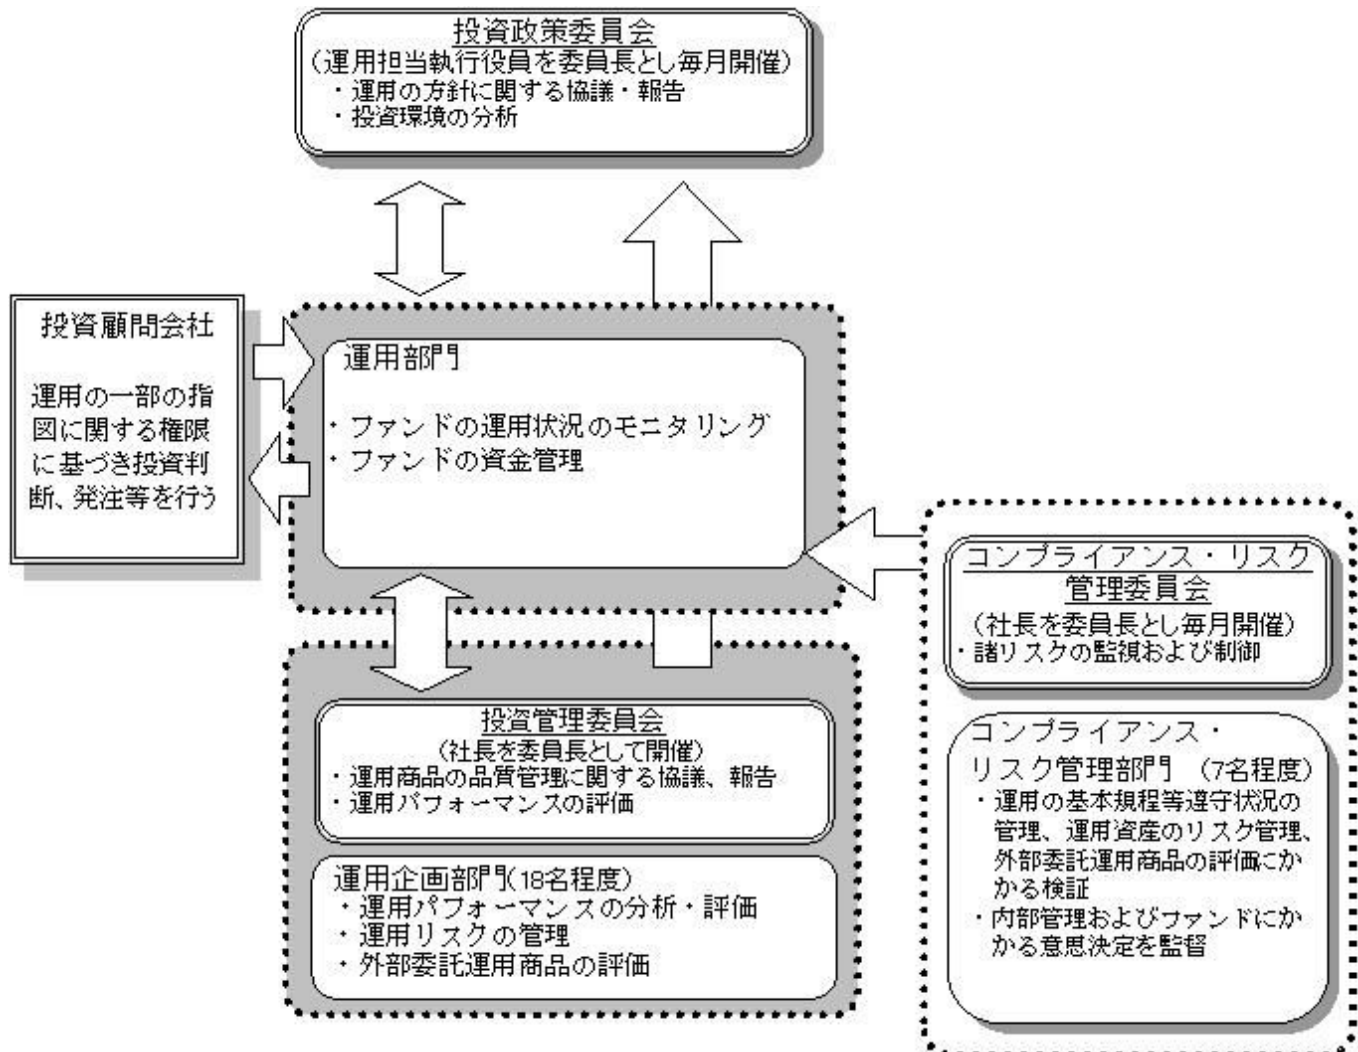 投資政策委員会
(運用担当執行役員を委員長とし毎月開催)
・運用の方針に関する協議・報告
・投資環境の分析
投資顧問会社
運用の一部の指
図に関する権限
に基づき投資判
断、発注等を行う
運用部門
・ファンドの運用状況のモニタリング
・ファンドの資金管理
コンプライアンス・リスク
管理委員会
(社長を委員長とし毎月開催)
・諸リスクの監視および制御
投資管理委員会
(社長を委員長として開催)
・運用商品の品質管理に関する協議、報告
・運用パフォーマンスの評価
運用企画部門(18名程度)
・運用パフォーマンスの分析・評価
・運用リスクの管理
・外部委託運用商品の評価
コンプライアンス・
リスク管理部門 (7名程度)
・運用の基本規程等遵守状況の
管理、運用資産のリスク管理、
外部委託運用商品の評価にか
かる検証
・内部管理およびファンドにか
かる意思決定を監督